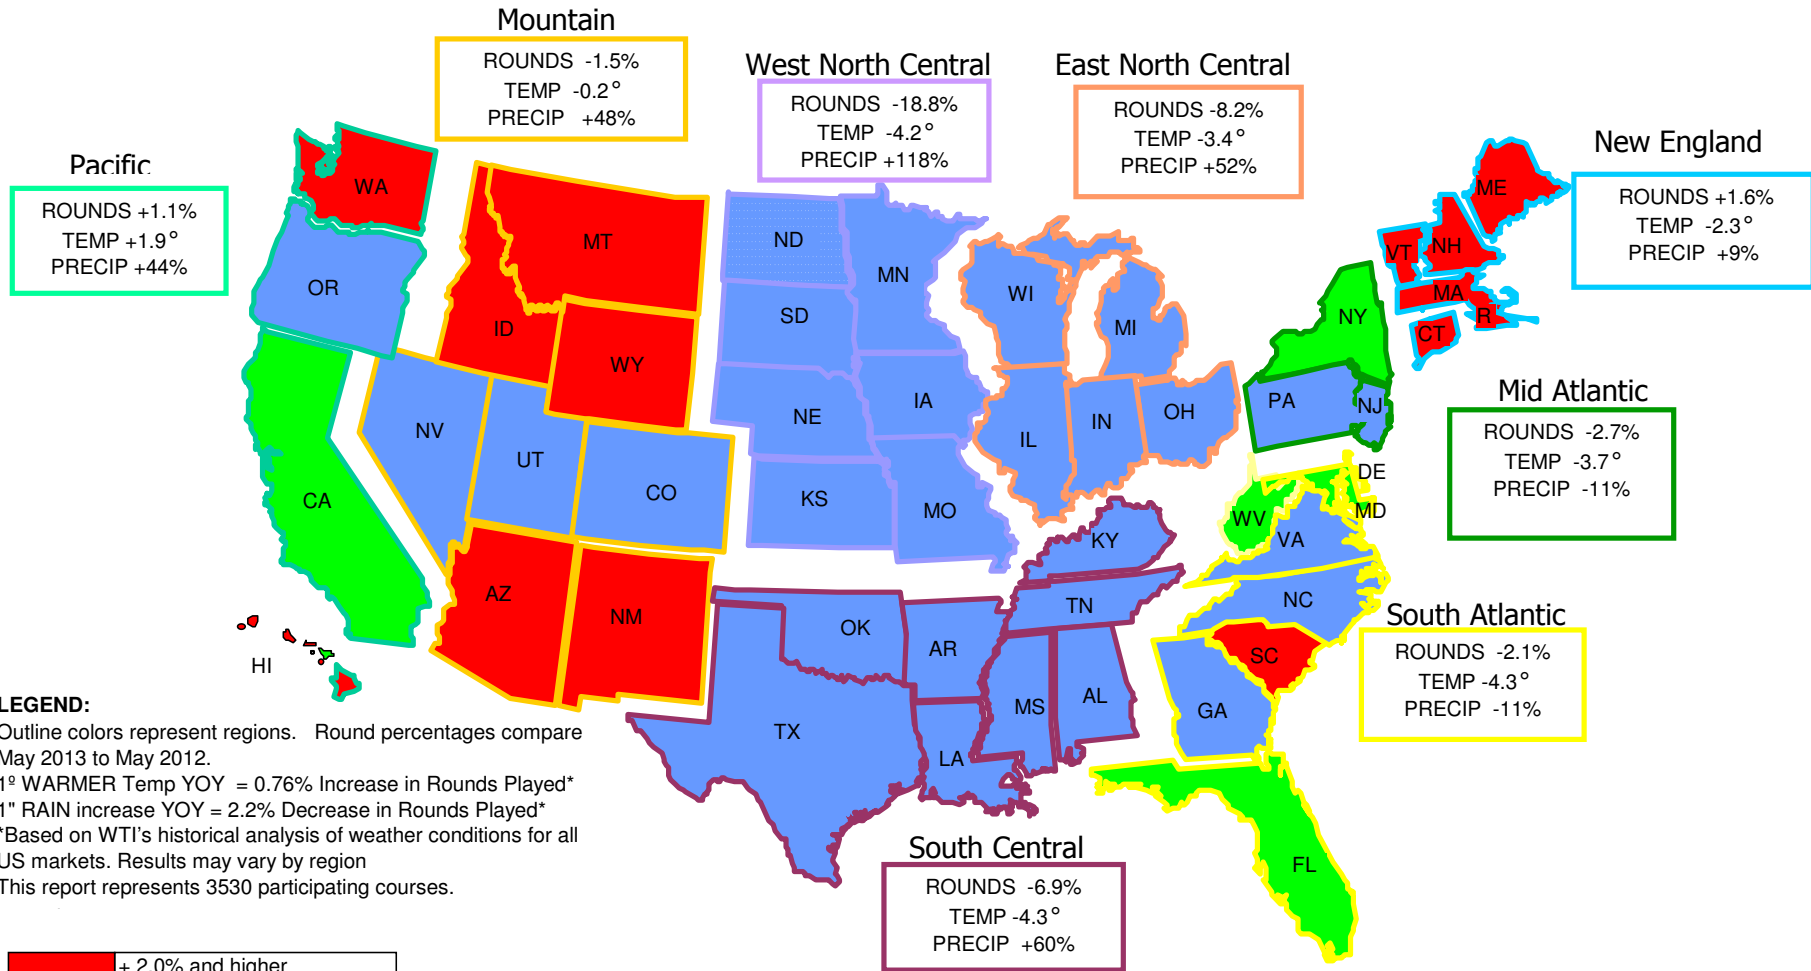 Mountain
ROUNDS -1.5%
TEMP -0.2°
PRECIP +48%
West North Central
ROUNDS -18.8%
TEMP -4.2°
PRECIP +118%
East North Central
ROUNDS -8.2%
TEMP -3.4°
PRECIP +52%
New England
ROUNDS +1.6%
TEMP -2.3°
PRECIP +9%
Pacific
ROUNDS +1.1%
TEMP +1.9°
PRECIP +44%
WA
OR
CA
HI
MT
ID
WY
NV
UT
CO
AZ
NM
ND
MN
SD
NE
IA
KS
MO
WI
MI
IL
IN
OH
ME
VT
NH
MA
R
CT
NY
PA
NJ
Mid Atlantic
ROUNDS -2.7%
TEMP -3.7°
PRECIP -11%
DE
MD
WV
VA
NC
SC
GA
FL
South Atlantic
ROUNDS -2.1%
TEMP -4.3°
PRECIP -11%
KY
TN
OK
AR
TX
LA
MS
AL
South Central
ROUNDS -6.9%
TEMP -4.3°
PRECIP +60%
LEGEND:
Outline colors represent regions. Round percentages compare
May 2013 to May 2012.
1º WARMER Temp YOY = 0.76% Increase in Rounds Played*
1" RAIN increase YOY = 2.2% Decrease in Rounds Played*
*Based on WTI's historical analysis of weather conditions for all
US markets. Results may vary by region
This report represents 3530 participating courses.
+ 2.0% and higher